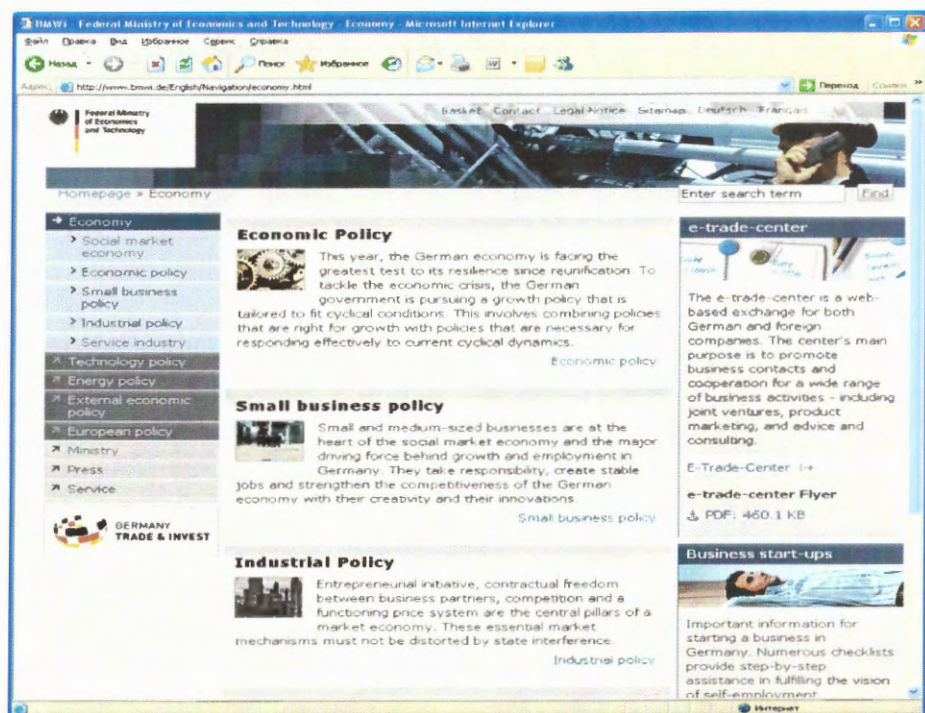 BMWi - Federal Ministry of Economics and Technology - Economy - Microsoft Internet Explorer
Файл Правка Вид Избранное Сервис Справка
Назад Поиск Избранное
Адрес: http://www.bmwi.de/English/Navigation/economy.html Переход Ссылки
Federal Ministry
of Economics
and Technology
Basket Contact Legal Notice Sitemap Deutsch Français
Homepage » Economy
Enter search term Find
Economy
Social market
economy
Economic policy
Small business
policy
Industrial policy
Service industry
Technology policy
Energy policy
External economic
policy
European policy
Ministry
Press
Service
GERMANY
TRADE & INVEST
Economic Policy
This year, the German economy is facing the
greatest test to its resilience since reunification. To
tackle the economic crisis, the German
government is pursuing a growth policy that is
tailored to fit cyclical conditions. This involves combining policies
that are right for growth with policies that are necessary for
responding effectively to current cyclical dynamics.
Economic policy
Small business policy
Small and medium-sized businesses are at the
heart of the social market economy and the major
driving force behind growth and employment in
Germany. They take responsibility, create stable
jobs and strengthen the competitiveness of the German
economy with their creativity and their innovations.
Small business policy
Industrial Policy
Entrepreneurial initiative, contractual freedom
between business partners, competition and a
functioning price system are the central pillars of a
market economy. These essential market
mechanisms must not be distorted by state interference.
Industrial policy
e-trade-center
The e-trade-center is a web-
based exchange for both
German and foreign
companies. The center's main
purpose is to promote
business contacts and
cooperation for a wide range
of business activities - including
joint ventures, product
marketing, and advice and
consulting.
E-Trade-Center
e-trade-center Flyer
PDF: 460.1 KB
Business start-ups
Important information for
starting a business in
Germany. Numerous checklists
provide step-by-step
assistance in fulfilling the vision
of self-employment
Интернет